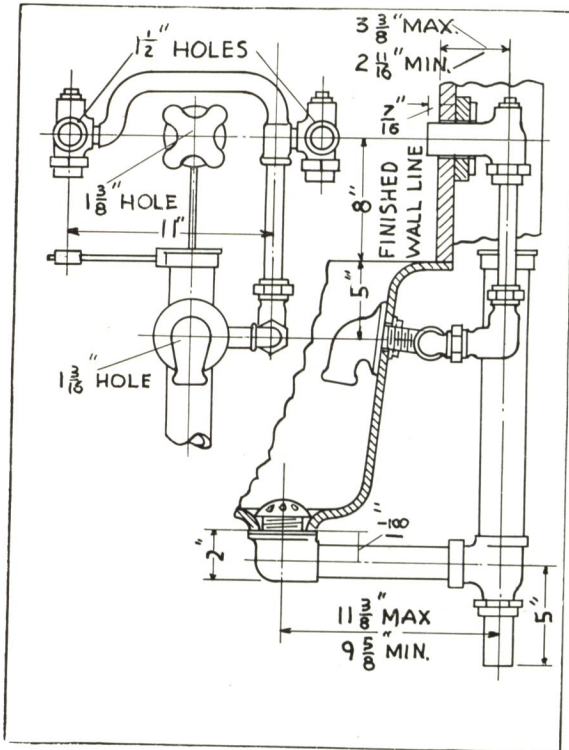 3 3/8" MAX.
2 11/16" MIN.
1 1/2" HOLES
7/16"
1 3/8" HOLE
11"
8"
FINISHED
WALL LINE
5"
1 3/16" HOLE
2"
11 3/8" MAX
9 5/8" MIN.
5"